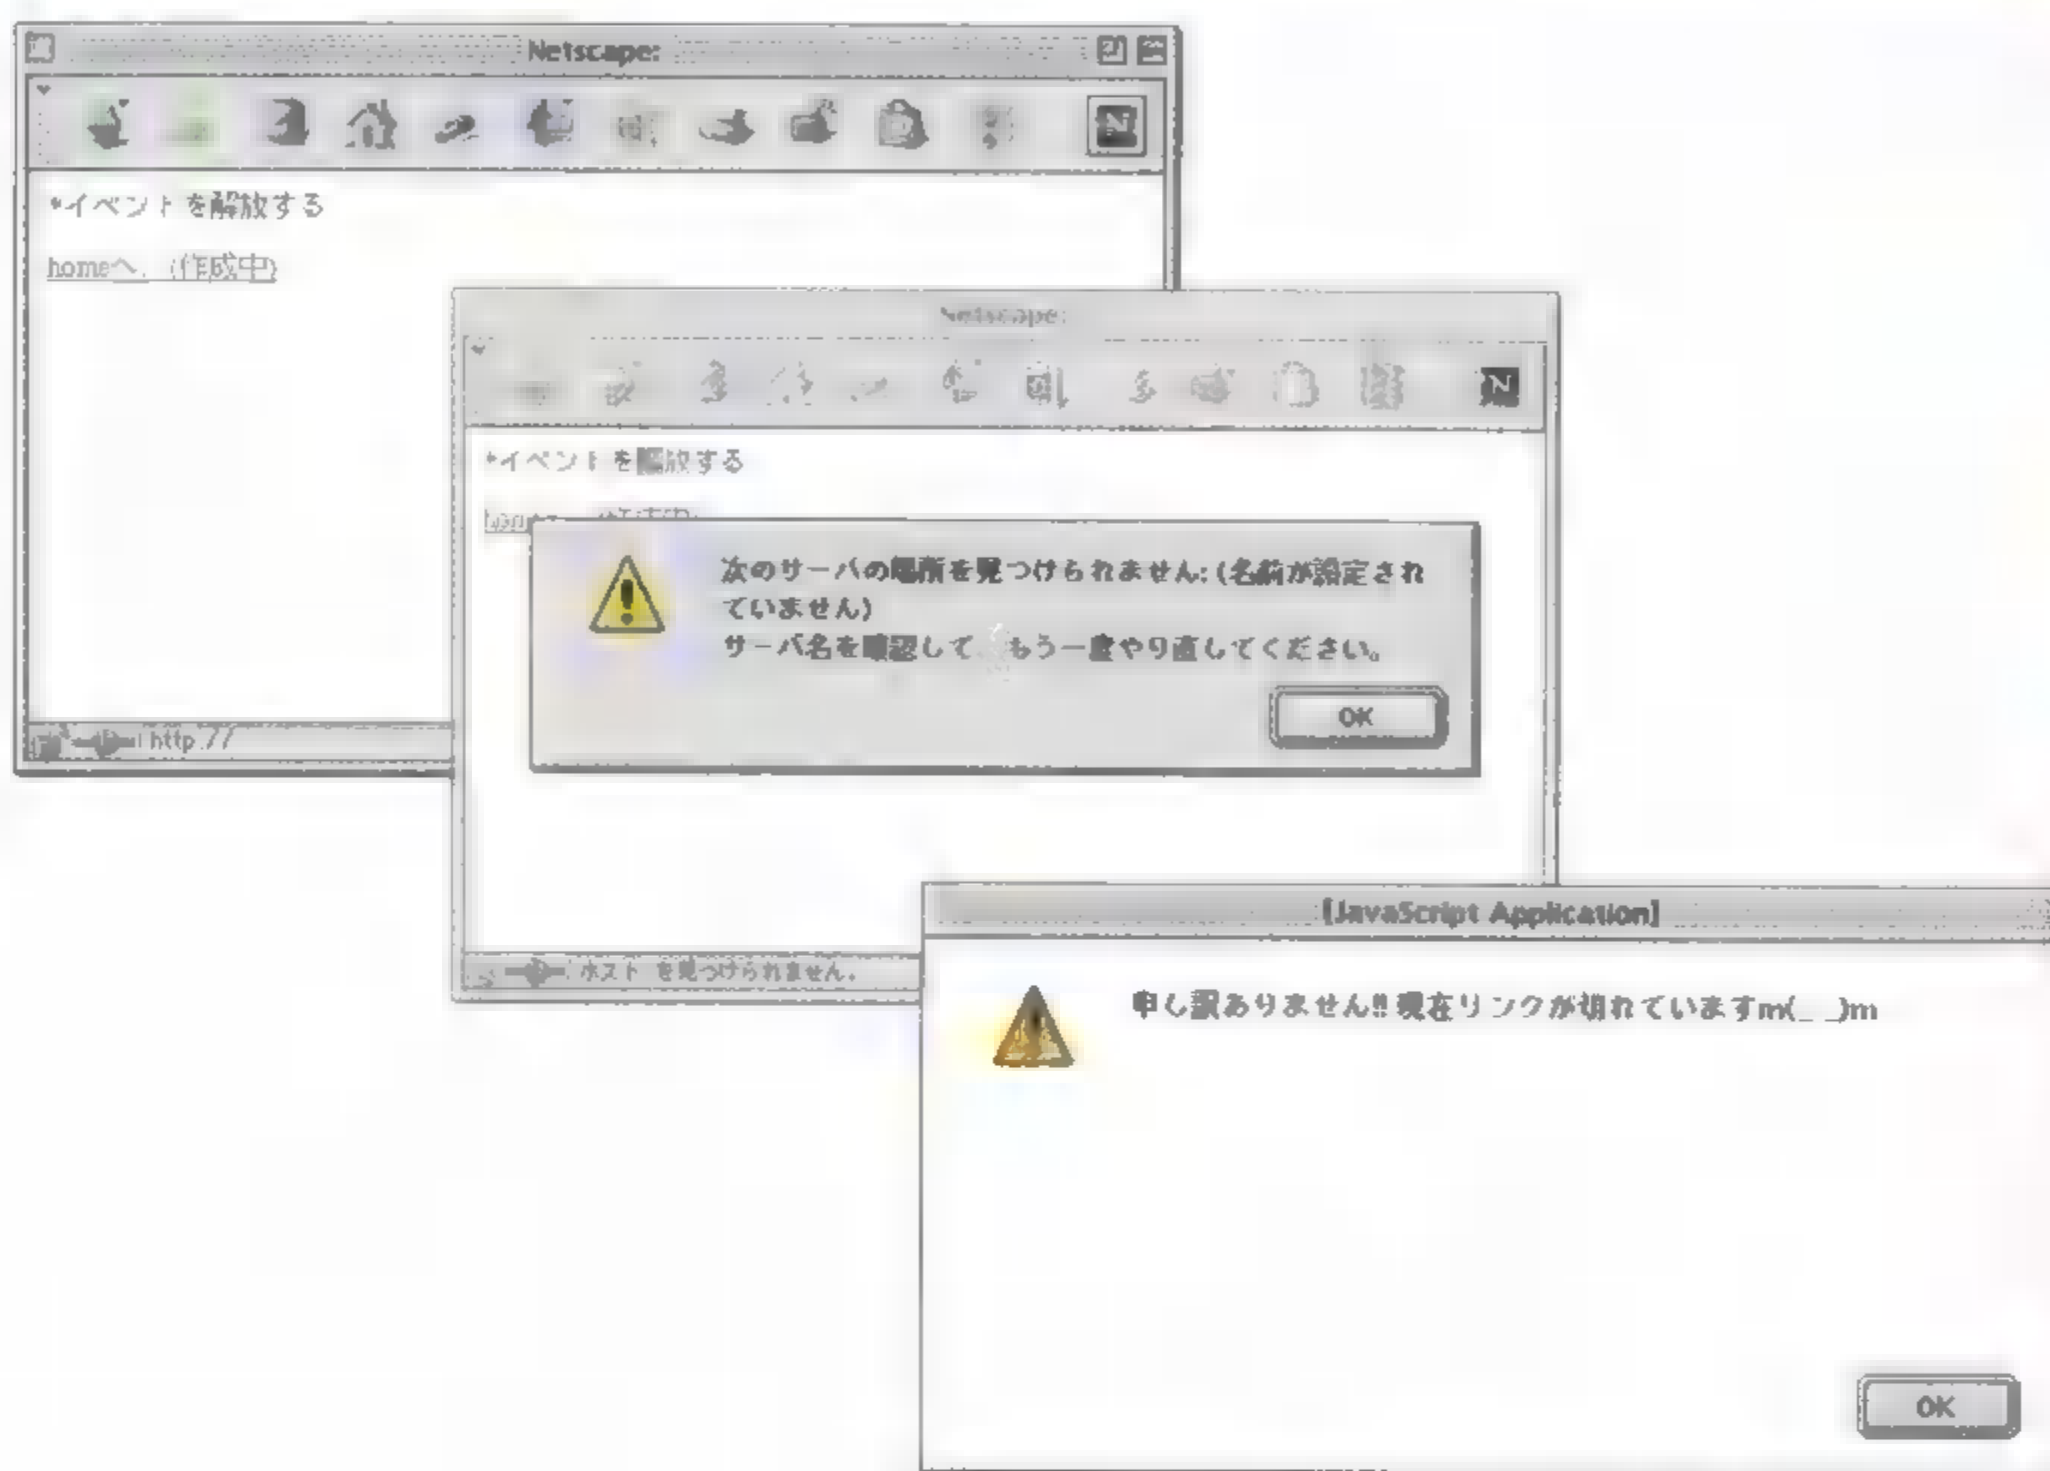 Netscape:
*イベントを解放する
homeへ. (作成中)
http://
Netscape:
*イベントを解放する
次のサーバの場所を見つけられません:(名前が設定され
ていません)
サーバ名を確認して、もう一度やり直してください。
OK
ホスト を見つけられません.
[JavaScript Application]
申し訳ありません!!現在リンクが切れていますm(_ _)m
OK